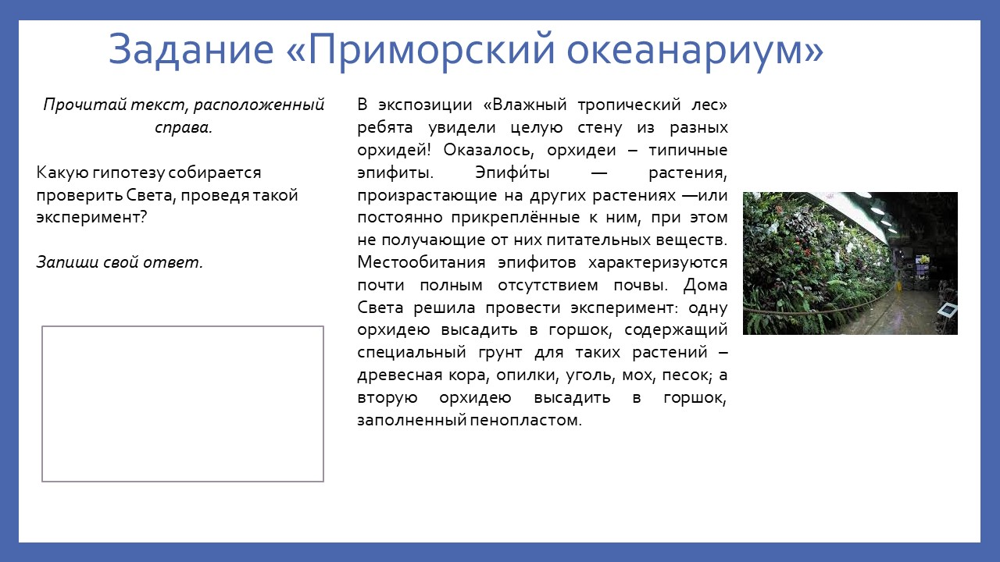 Задание «Приморский океанариум»
Прочитай текст, расположенный
справа.
Какую гипотезу собирается
проверить Света, проведя такой
эксперимент?
Запиши свой ответ.
В экспозиции «Влажный тропический лес»
ребята увидели целую стену из разных
орхидей! Оказалось, орхидеи – типичные
эпифиты. Эпифи́ты — растения,
произрастающие на других растениях —или
постоянно прикреплённые к ним, при этом
не получающие от них питательных веществ.
Местообитания эпифитов характеризуются
почти полным отсутствием почвы. Дома
Света решила провести эксперимент: одну
орхидею высадить в горшок, содержащий
специальный грунт для таких растений –
древесная кора, опилки, уголь, мох, песок; а
вторую орхидею высадить в горшок,
заполненный пенопластом.